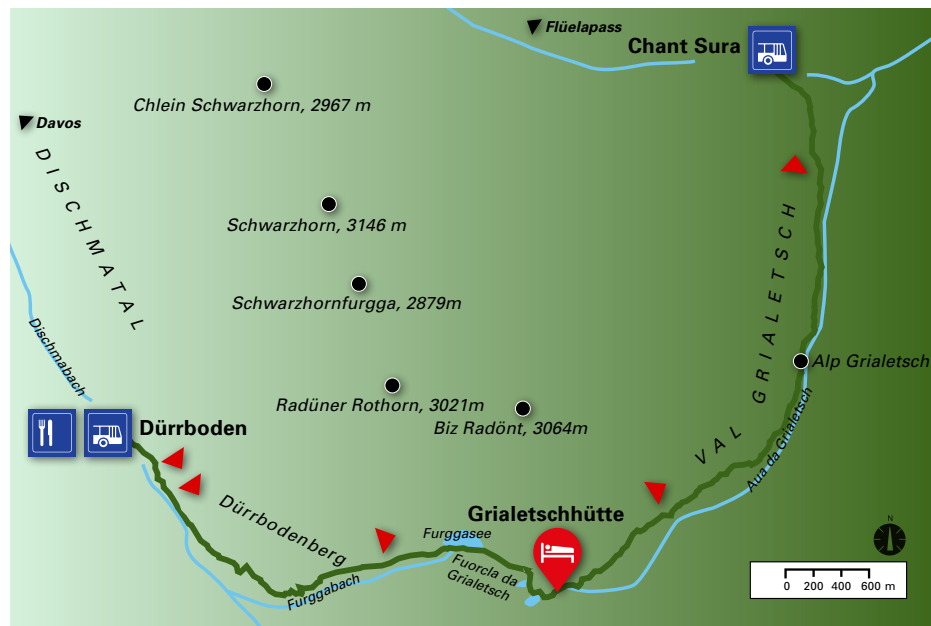 Flüelapass
Chant Sura
Chlein Schwarzhorn, 2967 m
Davos
DISCHMATAL
Schwarzhorn, 3146 m
VAL GRIALETSCH
Schwarzhornfurgga, 2879m
Dischmabach
Alp Grialetsch
Radüner Rothorn, 3021m
Biz Radönt, 3064m
Dürrboden
Aua da Grialetsch
Dürrbodenberg
Grialetschhütte
Furggasee
Fuorcla da
Grialetsch
Furggabach
N
0 200 400 600 m